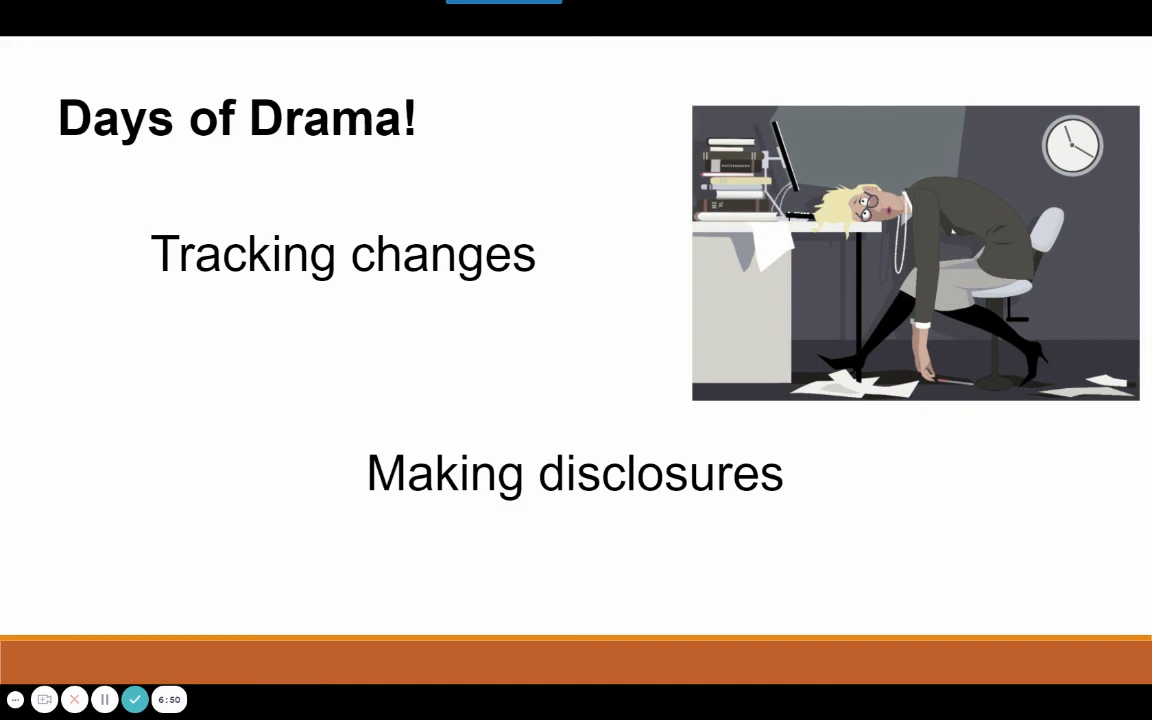 Days of Drama!
Tracking changes
Making disclosures
6:50